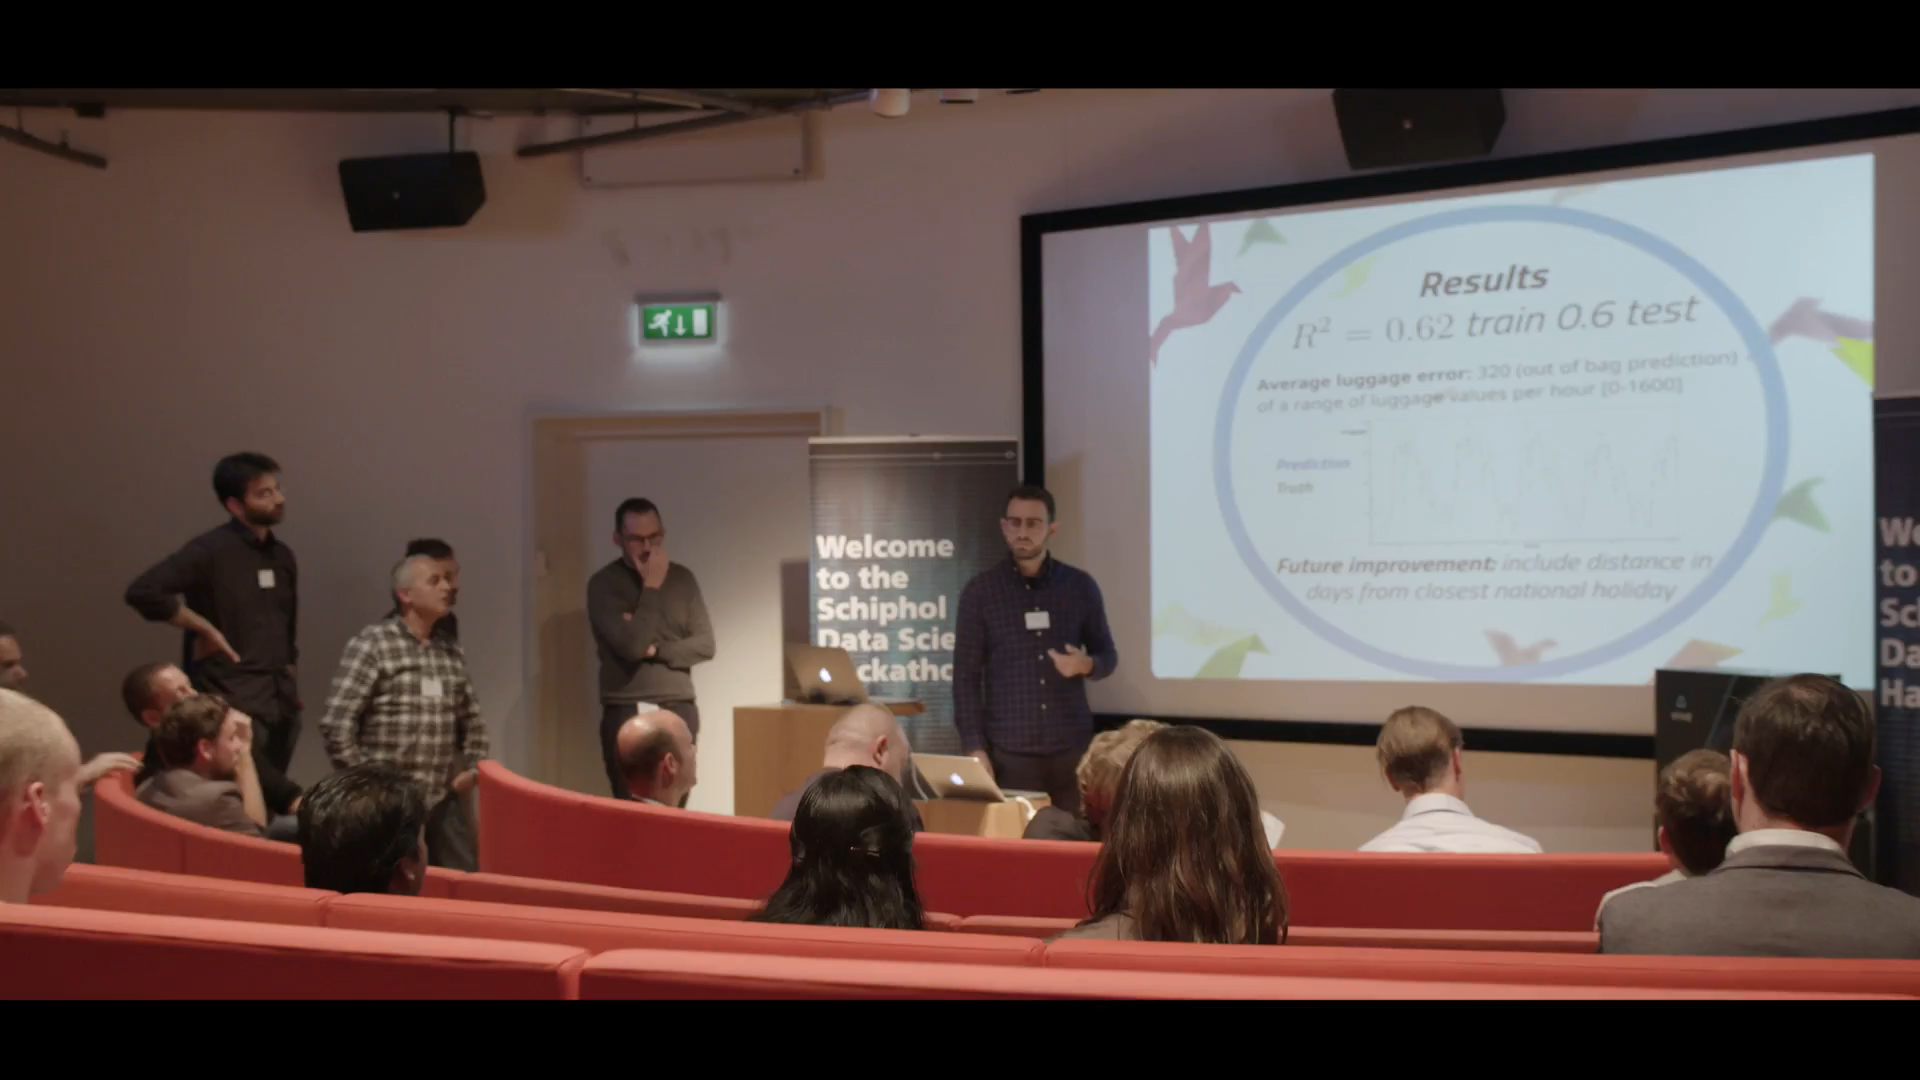 Results
R² = 0.62 train 0.6 test
Average luggage error: 320 (out of bag prediction)
of a range of luggage values per hour [0-1600]
Prediction
Truth
Future improvement: include distance in
days from closest national holiday
Welcome
to the
Schiphol
Data Scie
ckatho
We
to
Sc
Da
Ha